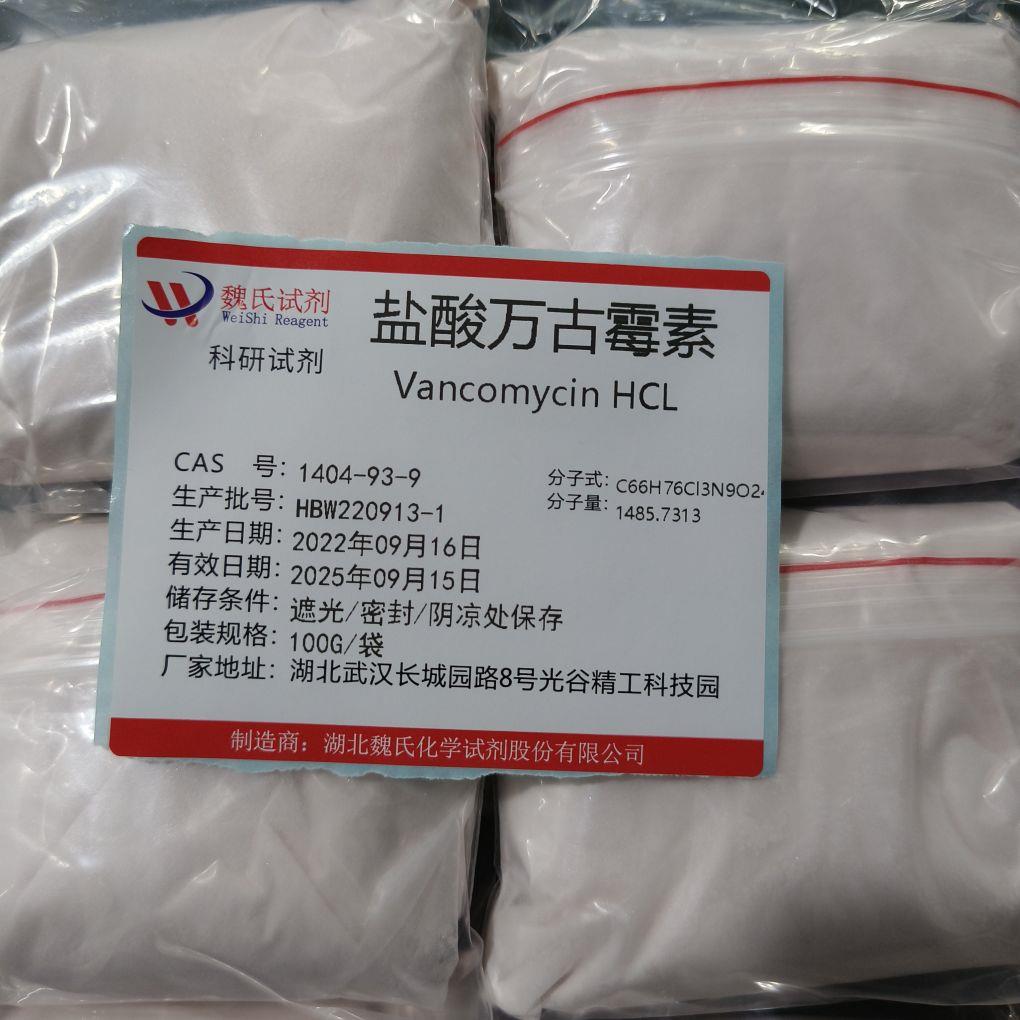 魏氏试剂
WeiShi Reagent
科研试剂
盐酸万古霉素
Vancomycin HCL
CAS 号: 1404-93-9
分子式: C66H76Cl3N9O24
分子量: 1485.7313
生产批号: HBW220913-1
生产日期: 2022年09月16日
有效日期: 2025年09月15日
储存条件: 遮光/密封/阴凉处保存
包装规格: 100G/袋
厂家地址: 湖北武汉长城园路8号光谷精工科技园
制造商：湖北魏氏化学试剂股份有限公司